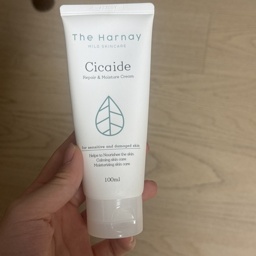 The Harnay
MILD SKINCARE
Cicaide
Repair & Moisture Cream
for sensitive and damaged skin
Helps to Nourishes the skin
Calming skin care
Moisturizing skin care
100ml